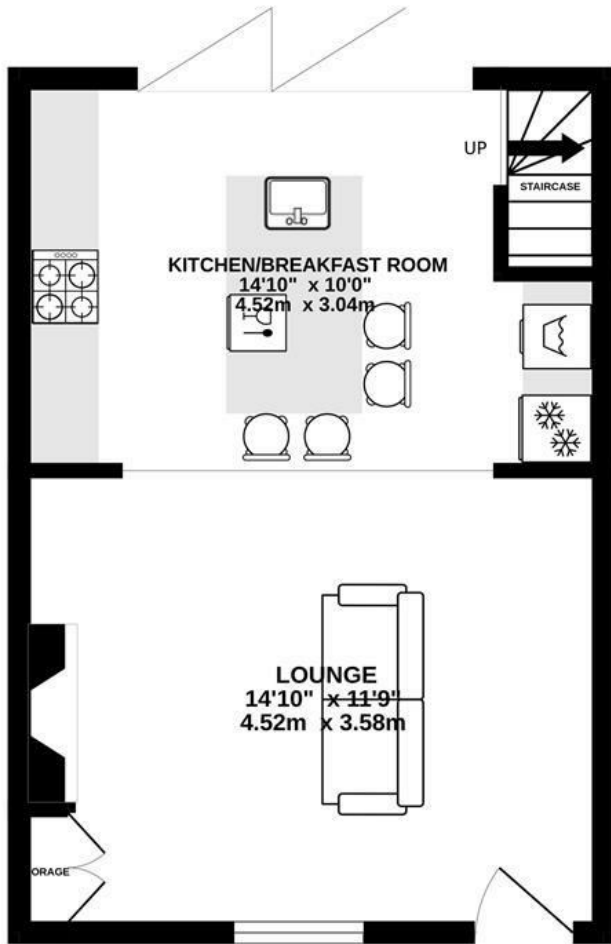 UP
STAIRCASE
KITCHEN/BREAKFAST ROOM
14'10" x 10'0"
4.52m x 3.04m
LOUNGE
14'10" x 11'9"
4.52m x 3.58m
ORAGE